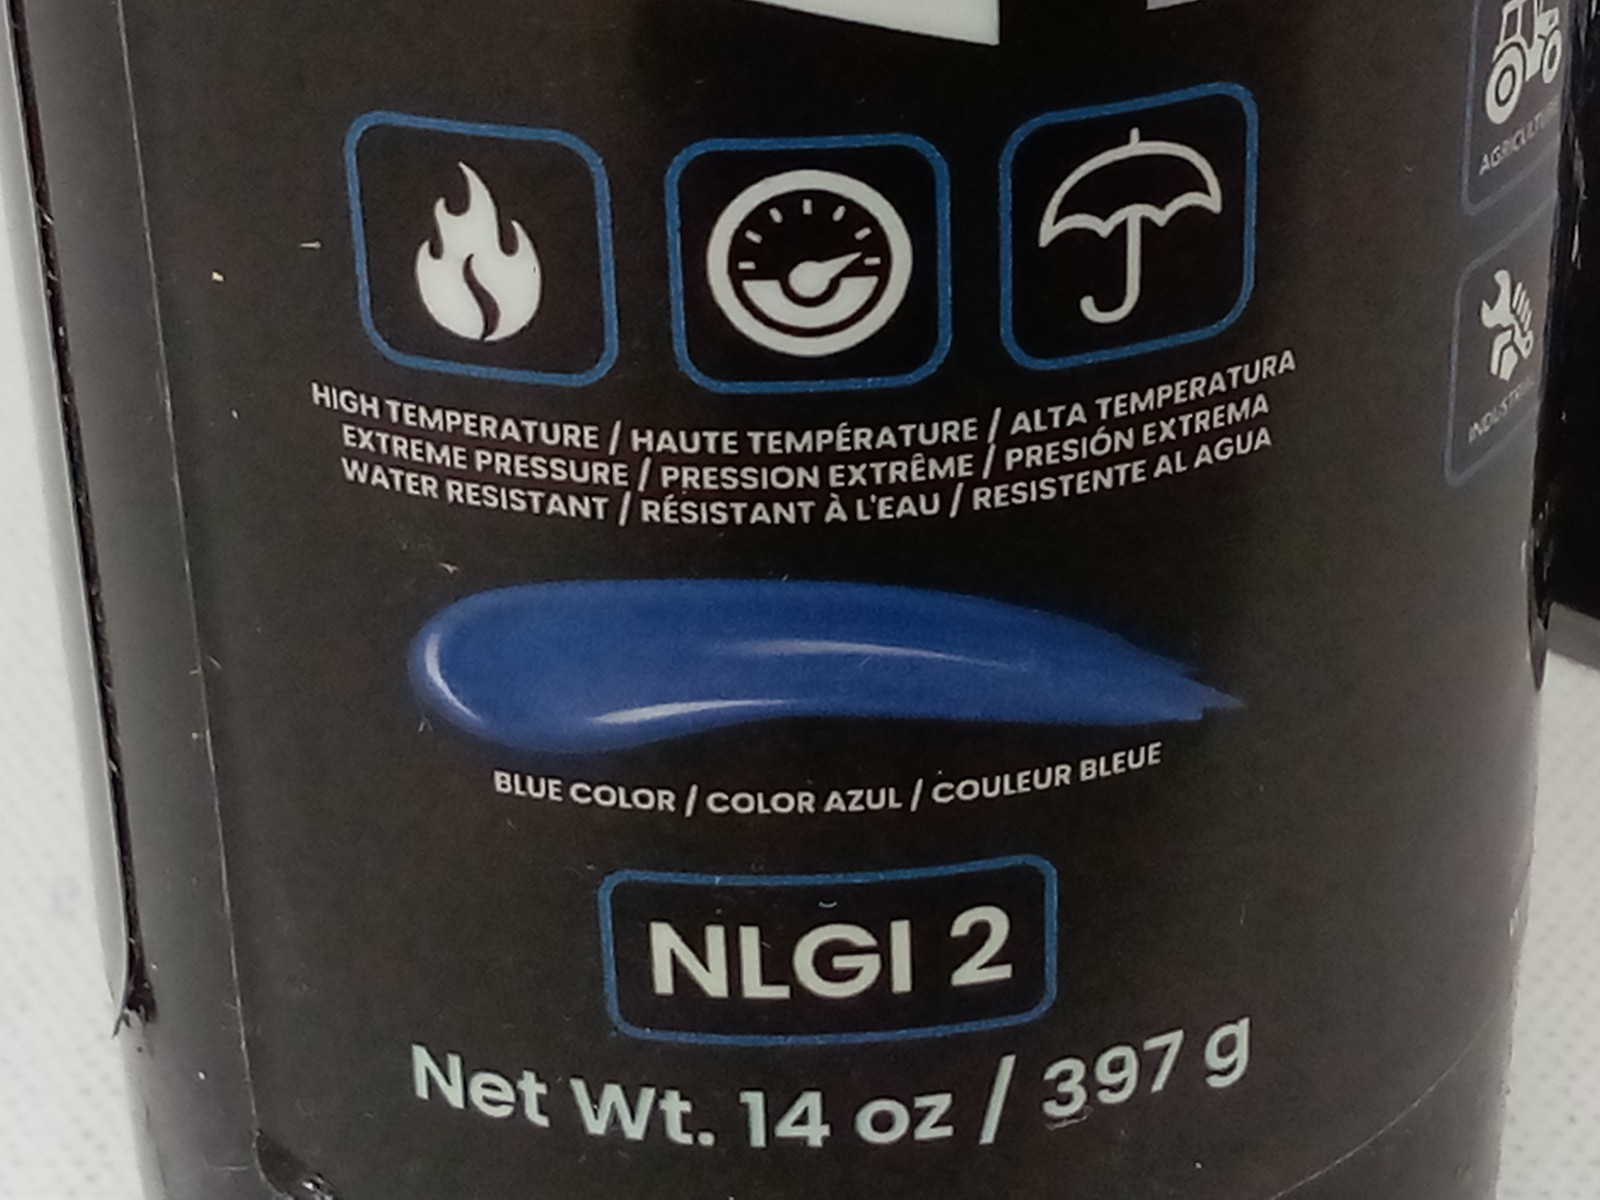 HIGH TEMPERATURE / HAUTE TEMPÉRATURE / ALTA TEMPERATURA
EXTREME PRESSURE / PRESSION EXTRÊME / PRESIÓN EXTREMA
WATER RESISTANT / RÉSISTANT À L'EAU / RESISTENTE AL AGUA
BLUE COLOR / COLOR AZUL / COULEUR BLEUE
NLGI 2
Net Wt. 14 oz / 397 g